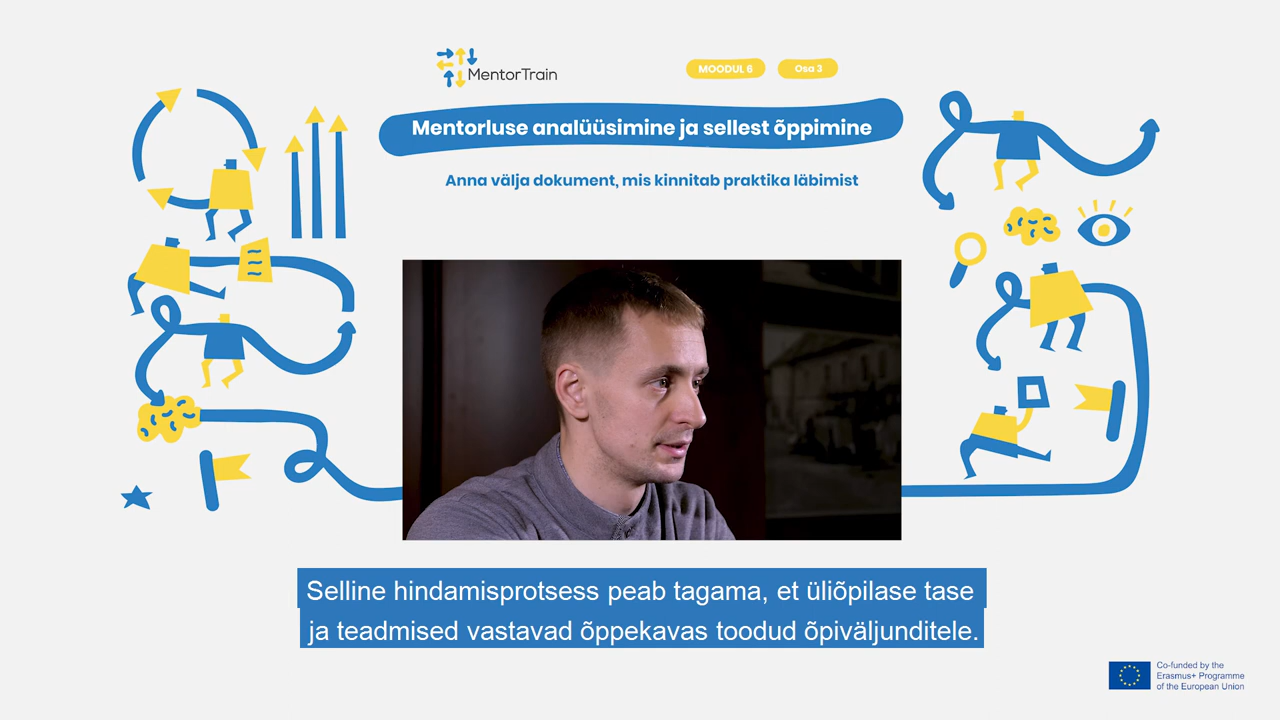 MentorTrain
MOODUL 6
Osa 3
Mentorluse analüüsimine ja sellest õppimine
Anna välja dokument, mis kinnitab praktika läbimist
Selline hindamisprotsess peab tagama, et üliõpilase tase
ja teadmised vastavad õppekavas toodud õpiväljunditele.
Co-funded by the
Erasmus+ Programme
of the European Union